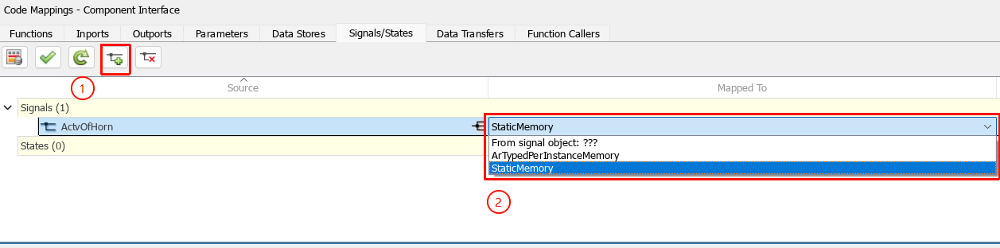 Code Mappings - Component Interface
Functions Inports Outports Parameters Data Stores Signals/States Data Transfers Function Callers
1
Source Mapped To
Signals (1)
ActvOfHorn StaticMemory
From signal object: ???
States (0) ArTypedPerInstanceMemory
StaticMemory
2